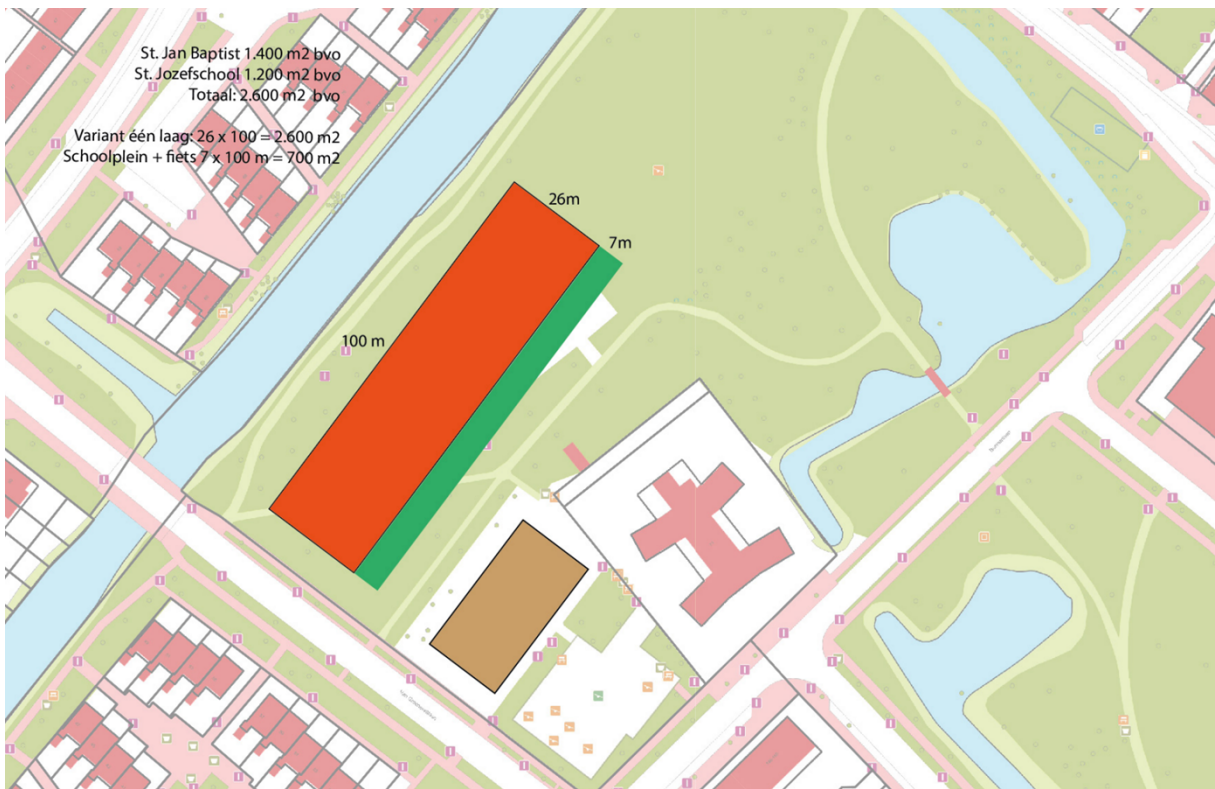 St. Jan Baptist 1.400 m2 bvo
St. Jozefschool 1.200 m2 bvo
Totaal: 2.600 m2 bvo
Variant één laag: 26 x 100 = 2.600 m2
Schoolplein + fiets 7 x 100 m = 700 m2
26m
7m
100 m